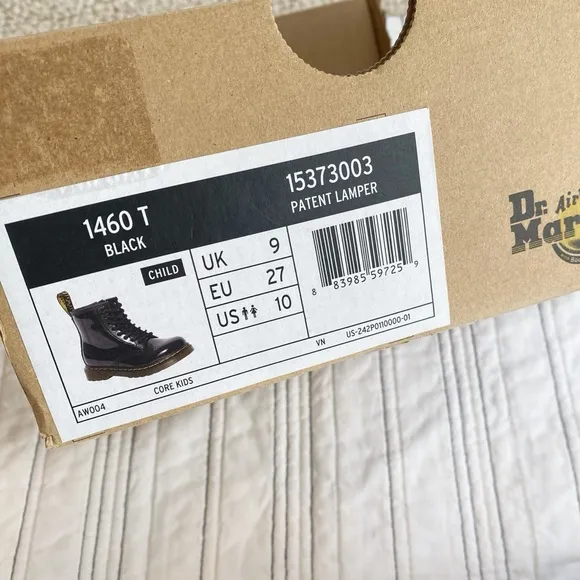 1460 T
BLACK
15373003
PATENT LAMPER
CHILD
UK 9
EU 27
US 10
8 83985 59725 9
AW004
CORE KIDS
VN
US-242P0110000-01
Dr. Air
Mar